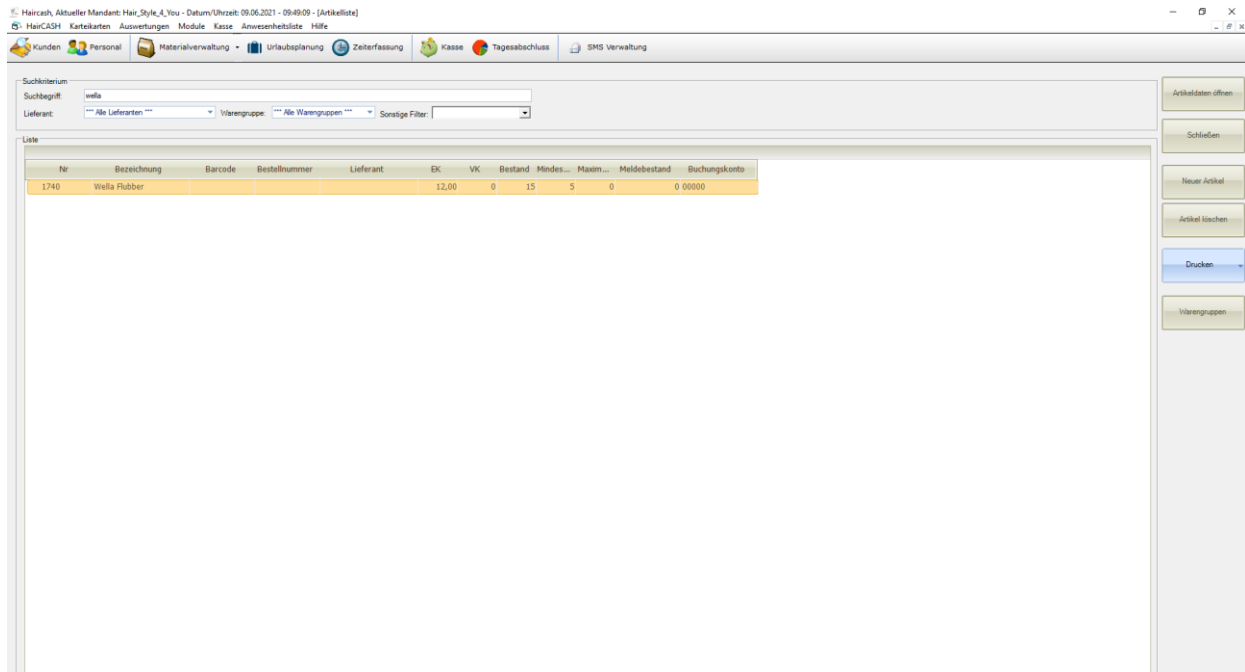 Haircash, Aktueller Mandant: Hair_Style_4_You - Datum/Uhrzeit: 09.06.2021 - 09:49:09 - [Artikelliste]
HairCASH Karteikarten Auswertungen Module Kasse Anwesenheitsliste Hilfe
Kunden Personal Materialverwaltung Urlaubsplanung Zeiterfassung Kasse Tagesabschluss SMS Verwaltung
Suchkriterium
Suchbegriff: wella
Lieferant: *** Alle Lieferanten *** Warengruppe: *** Alle Warengruppen *** Sonstige Filter:
Liste
Nr Bezeichnung Barcode Bestellnummer Lieferant EK VK Bestand Mindes... Maxim... Meldebestand Buchungskonto
1740 Wella Flubber 12,00 0 15 5 0 0 00000
Artikeldaten öffnen
Schließen
Neuer Artikel
Artikel löschen
Drucken
Warengruppen